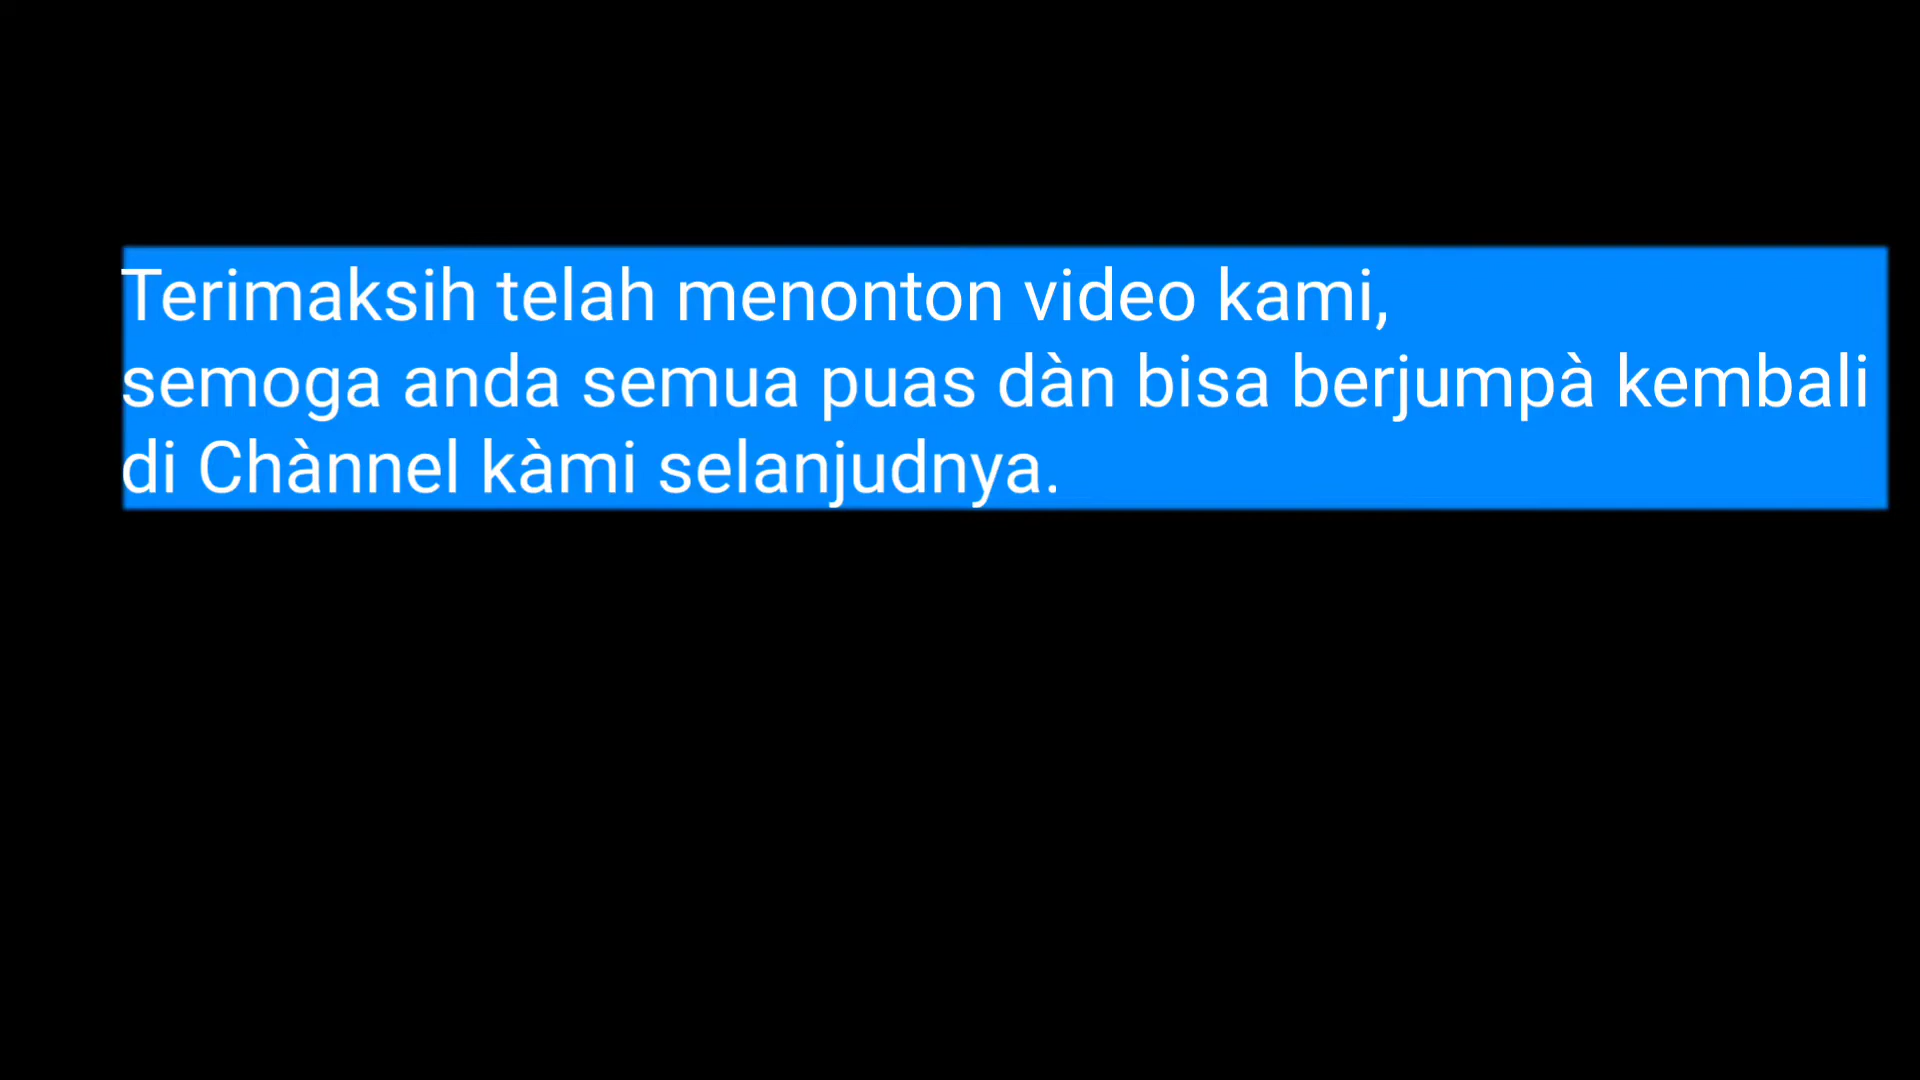 Terimaksih telah menonton video kami,
semoga anda semua puas dàn bisa berjumpà kembali
di Chànnel kàmi selanjudnya.